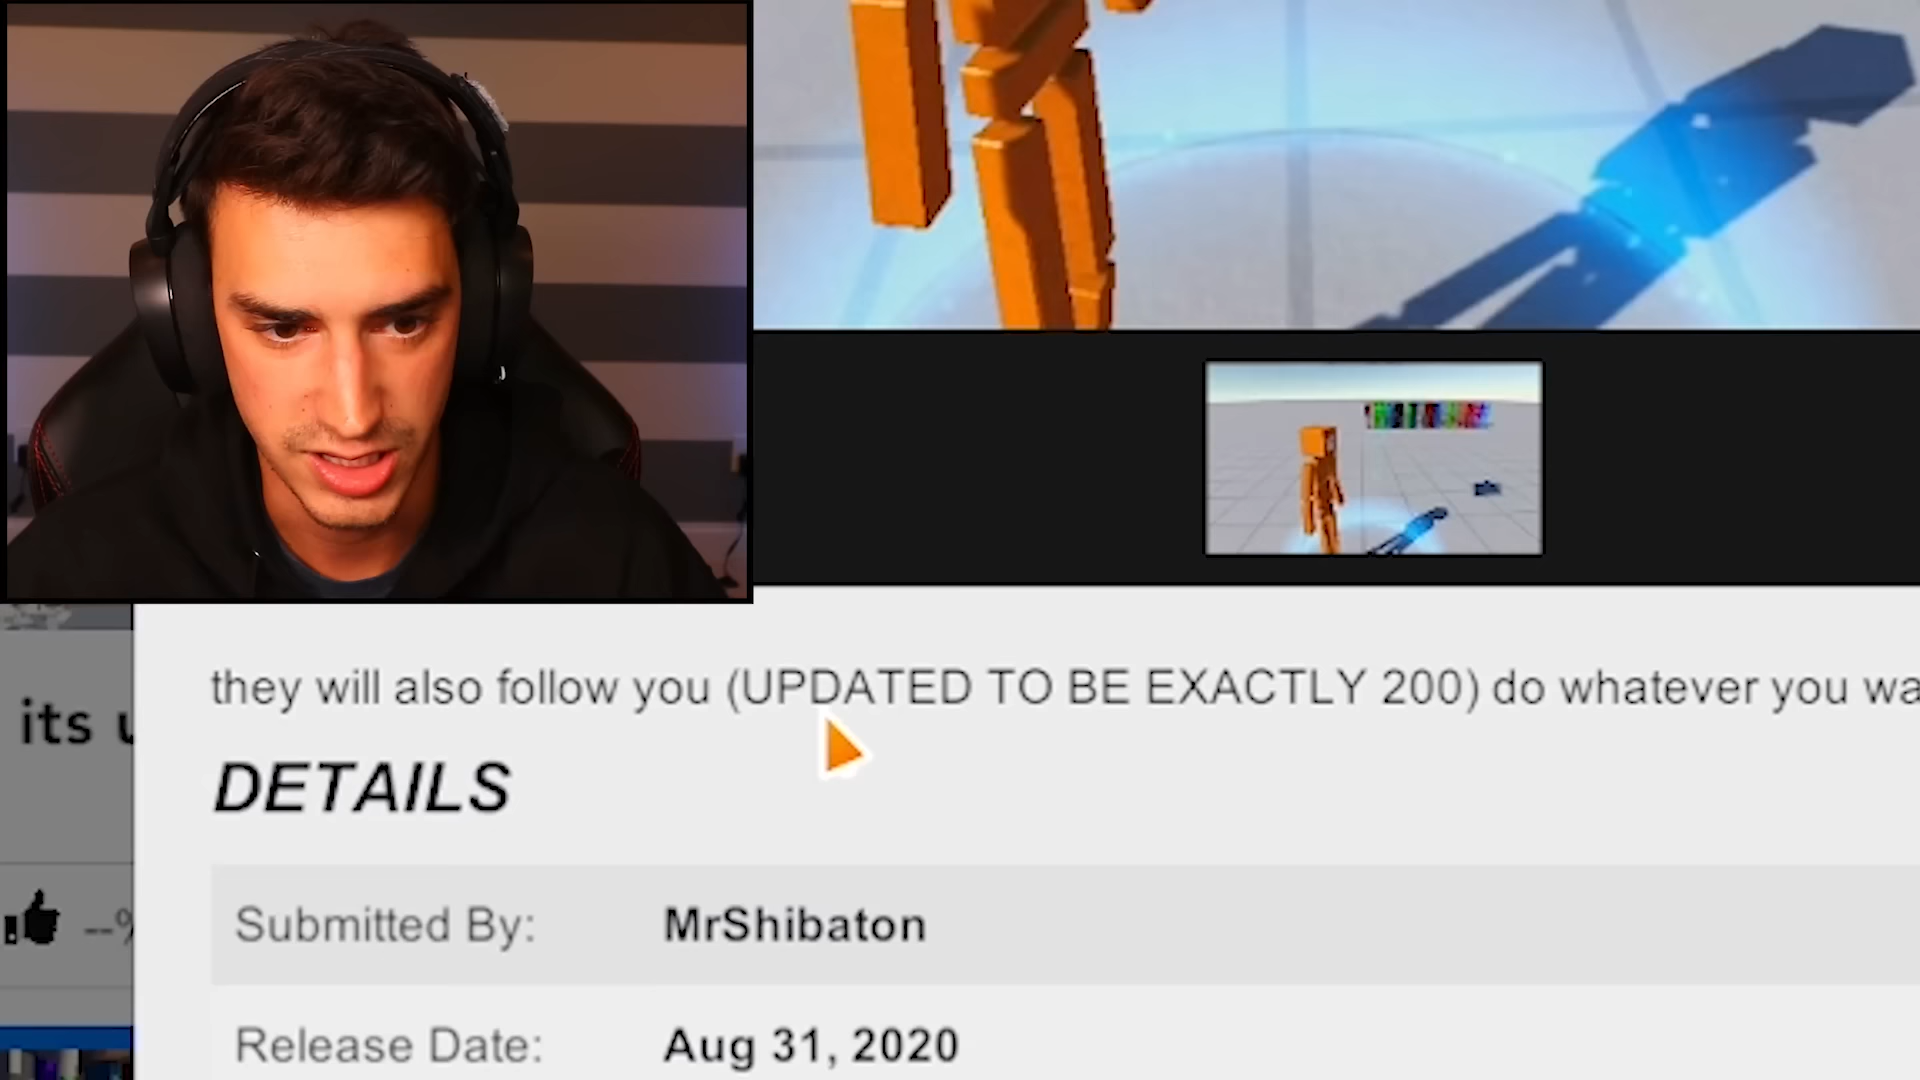 they will also follow you (UPDATED TO BE EXACTLY 200) do whatever you wa
its u
DETAILS
--%
Submitted By: MrShibaton
Release Date: Aug 31, 2020